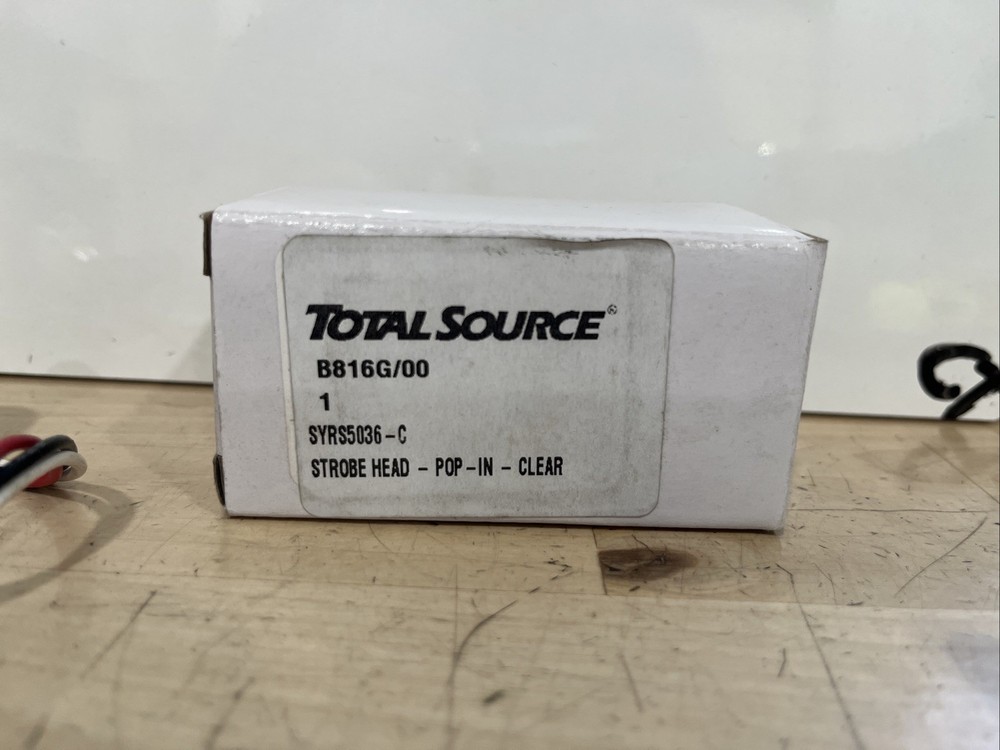 TOTAL SOURCE®
B816G/00
1
SYRS5036-C
STROBE HEAD - POP-IN - CLEAR